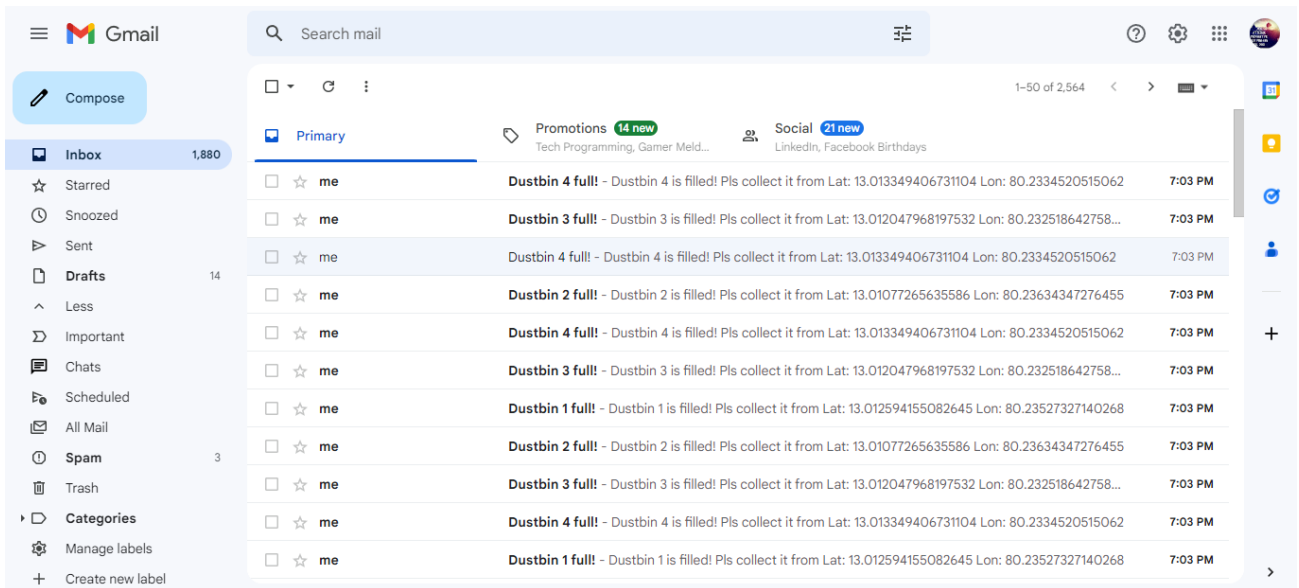 Gmail
Search mail
Compose
1–50 of 2,564
31
Primary
Promotions 14 new
Tech Programming, Gamer Meld...
Social 21 new
LinkedIn, Facebook Birthdays
Inbox 1,880
Starred
Snoozed
Sent
Drafts 14
Less
Important
Chats
Scheduled
All Mail
Spam 3
Trash
Categories
Manage labels
Create new label
me Dustbin 4 full! - Dustbin 4 is filled! Pls collect it from Lat: 13.013349406731104 Lon: 80.2334520515062 7:03 PM
me Dustbin 3 full! - Dustbin 3 is filled! Pls collect it from Lat: 13.012047968197532 Lon: 80.232518642758... 7:03 PM
me Dustbin 4 full! - Dustbin 4 is filled! Pls collect it from Lat: 13.013349406731104 Lon: 80.2334520515062 7:03 PM
me Dustbin 2 full! - Dustbin 2 is filled! Pls collect it from Lat: 13.01077265635586 Lon: 80.23634347276455 7:03 PM
me Dustbin 4 full! - Dustbin 4 is filled! Pls collect it from Lat: 13.013349406731104 Lon: 80.2334520515062 7:03 PM
me Dustbin 3 full! - Dustbin 3 is filled! Pls collect it from Lat: 13.012047968197532 Lon: 80.232518642758... 7:03 PM
me Dustbin 1 full! - Dustbin 1 is filled! Pls collect it from Lat: 13.012594155082645 Lon: 80.23527327140268 7:03 PM
me Dustbin 2 full! - Dustbin 2 is filled! Pls collect it from Lat: 13.01077265635586 Lon: 80.23634347276455 7:03 PM
me Dustbin 3 full! - Dustbin 3 is filled! Pls collect it from Lat: 13.012047968197532 Lon: 80.232518642758... 7:03 PM
me Dustbin 4 full! - Dustbin 4 is filled! Pls collect it from Lat: 13.013349406731104 Lon: 80.2334520515062 7:03 PM
me Dustbin 1 full! - Dustbin 1 is filled! Pls collect it from Lat: 13.012594155082645 Lon: 80.23527327140268 7:03 PM